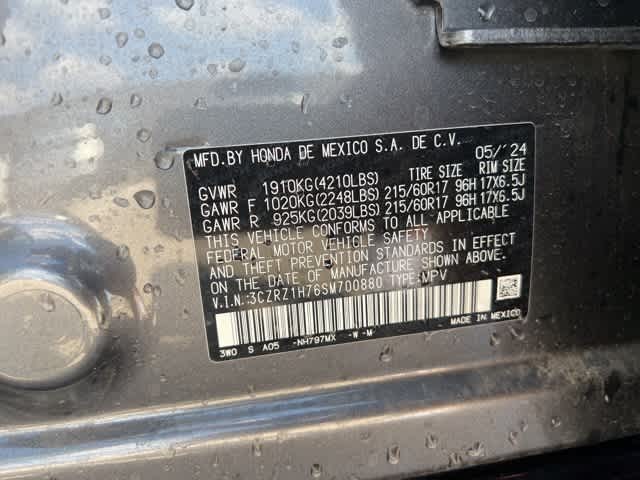 MFD.BY HONDA DE MEXICO S.A. DE C.V. 05/'24
GVWR 1910KG(4210LBS) TIRE SIZE RIM SIZE
GAWR F 1020KG(2248LBS) 215/60R17 96H 17X6.5J
GAWR R 925KG(2039LBS) 215/60R17 96H 17X6.5J
THIS VEHICLE CONFORMS TO ALL APPLICABLE
FEDERAL MOTOR VEHICLE SAFETY
AND THEFT PREVENTION STANDARDS IN EFFECT
ON THE DATE OF MANUFACTURE SHOWN ABOVE.
V.I.N.:3CZRZ1H76SM700880 TYPE:MPV
MADE IN MEXICO
3W0 S A05 -NH797MX -W -M-